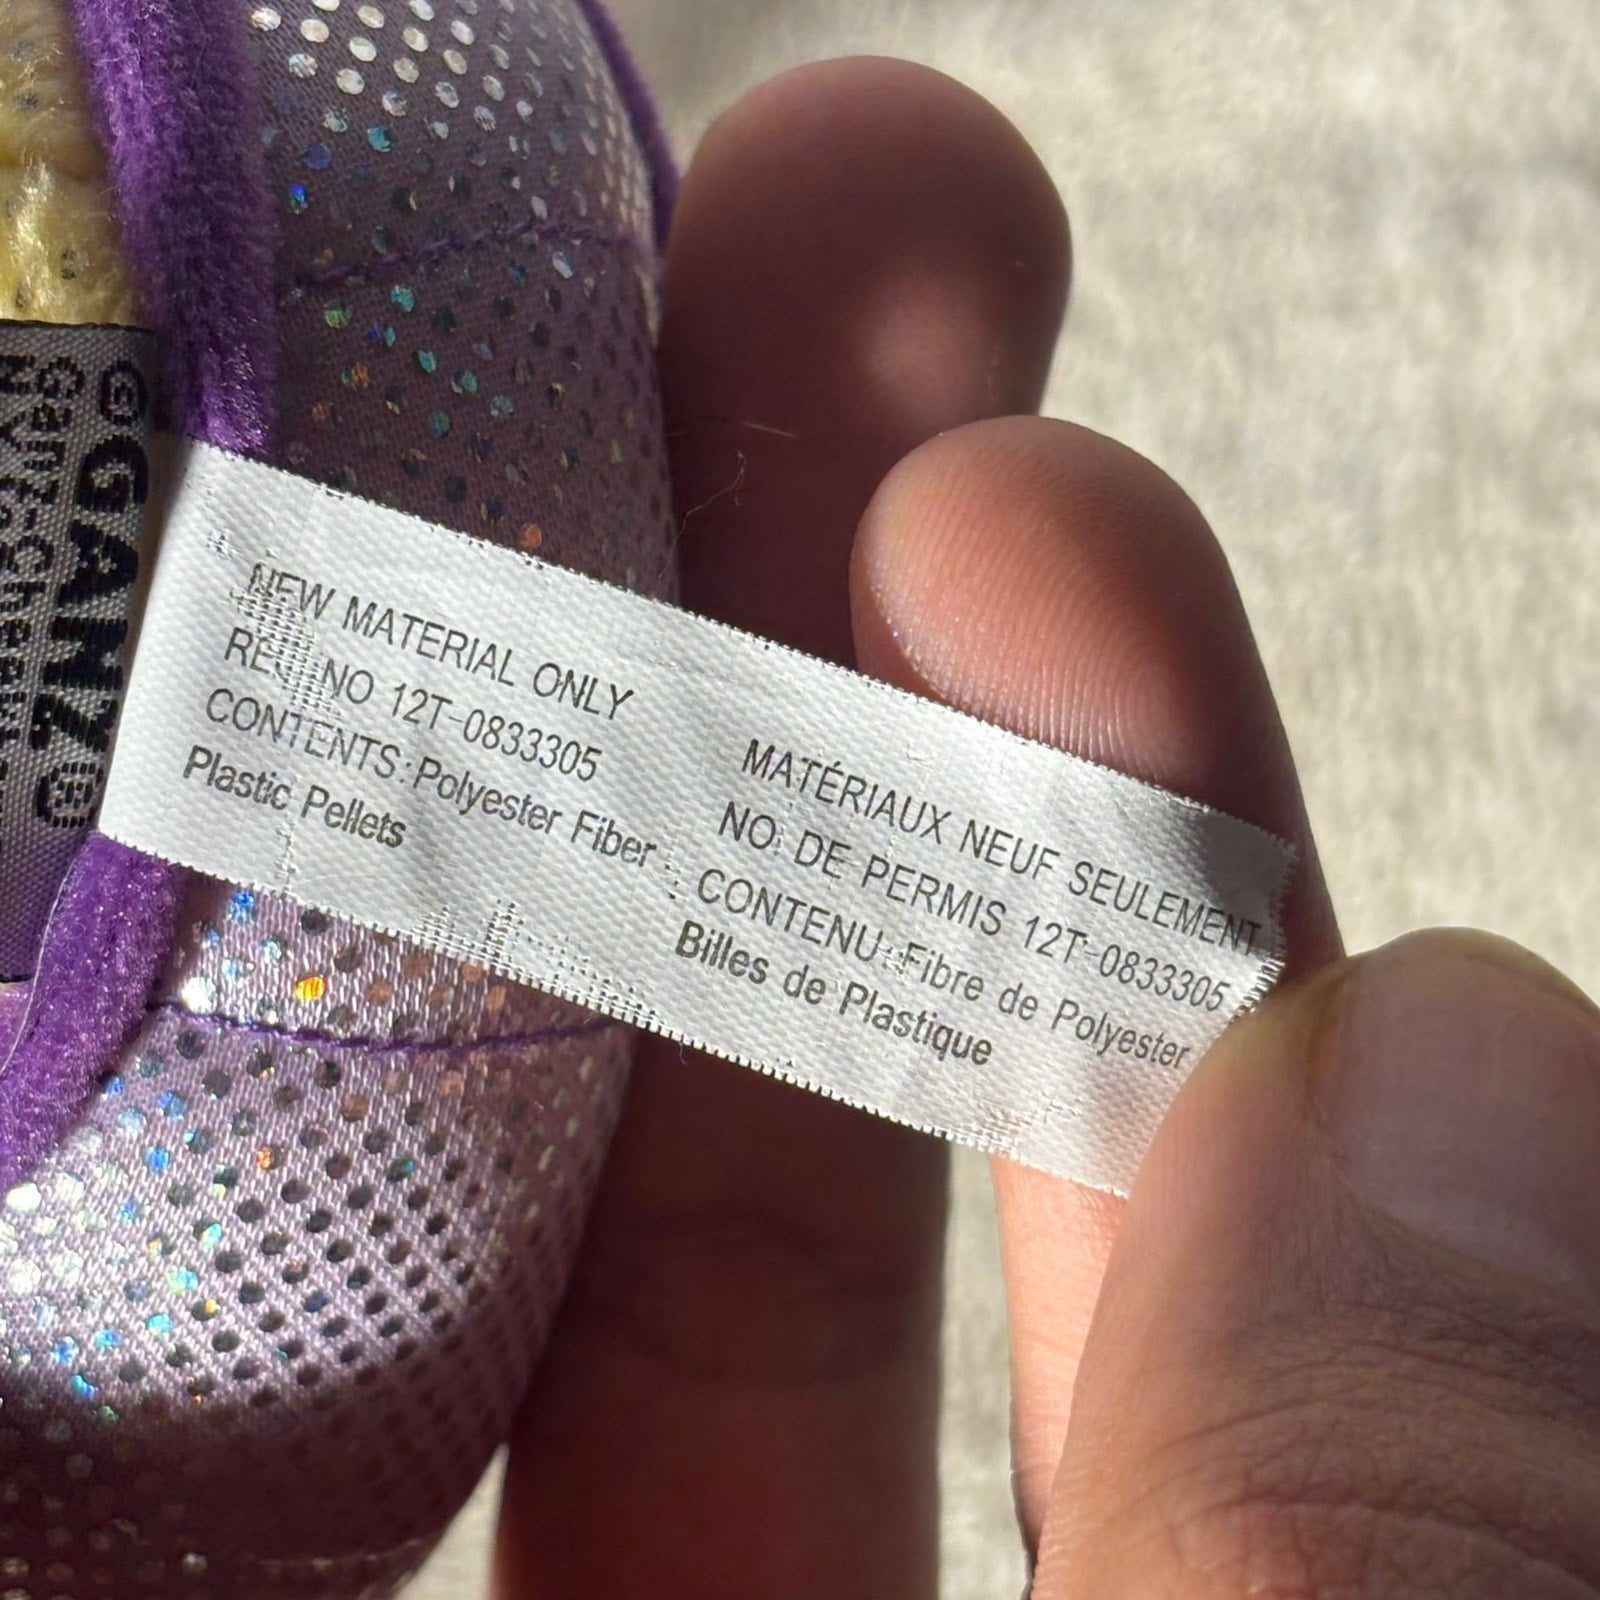 NEW MATERIAL ONLY
REG NO 12T-0833305
CONTENTS:Polyester Fiber
Plastic Pellets
MATÉRIAUX NEUF SEULEMENT
NO. DE PERMIS 12T-0833305
CONTENU:Fibre de Polyester
Billes de Plastique
©GANZ®